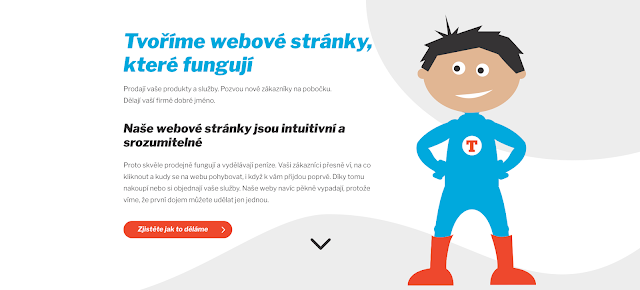 Tvoříme webové stránky,
které fungují
Prodají vaše produkty a služby. Pozvou nové zákazníky na pobočku.
Dělají vaší firmě dobré jméno.
Naše webové stránky jsou intuitivní a
srozumitelné
Proto skvěle prodejně fungují a vydělávají peníze. Vaši zákazníci přesně ví, na co
kliknout a kudy se na webu pohybovat, i když k vám přijdou poprvé. Díky tomu
nakoupí nebo si objednají vaše služby. Naše weby navíc pěkně vypadají, protože
víme, že první dojem můžete udělat jen jednou.
Zjistěte jak to děláme
T